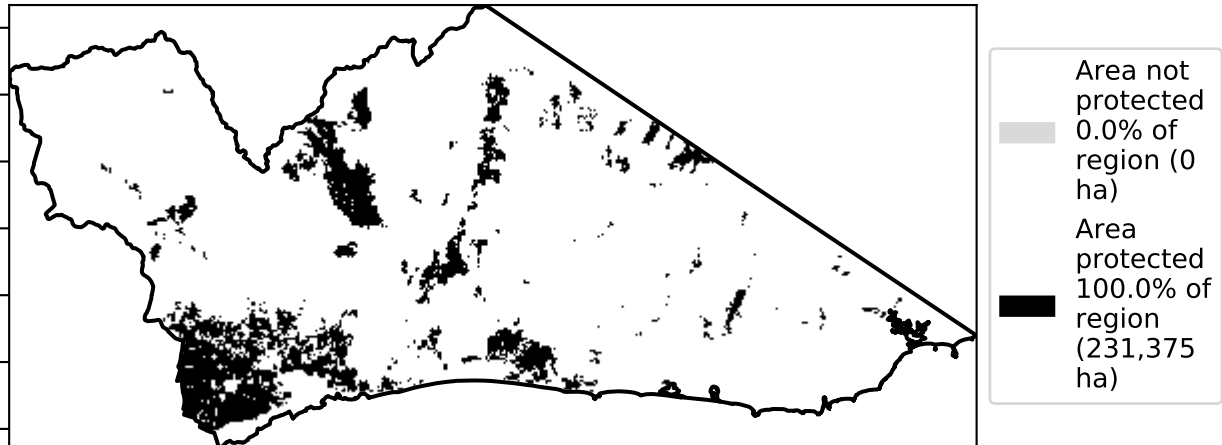 Area not
protected
0.0% of
region (0
ha)
Area
protected
100.0% of
region
(231,375
ha)